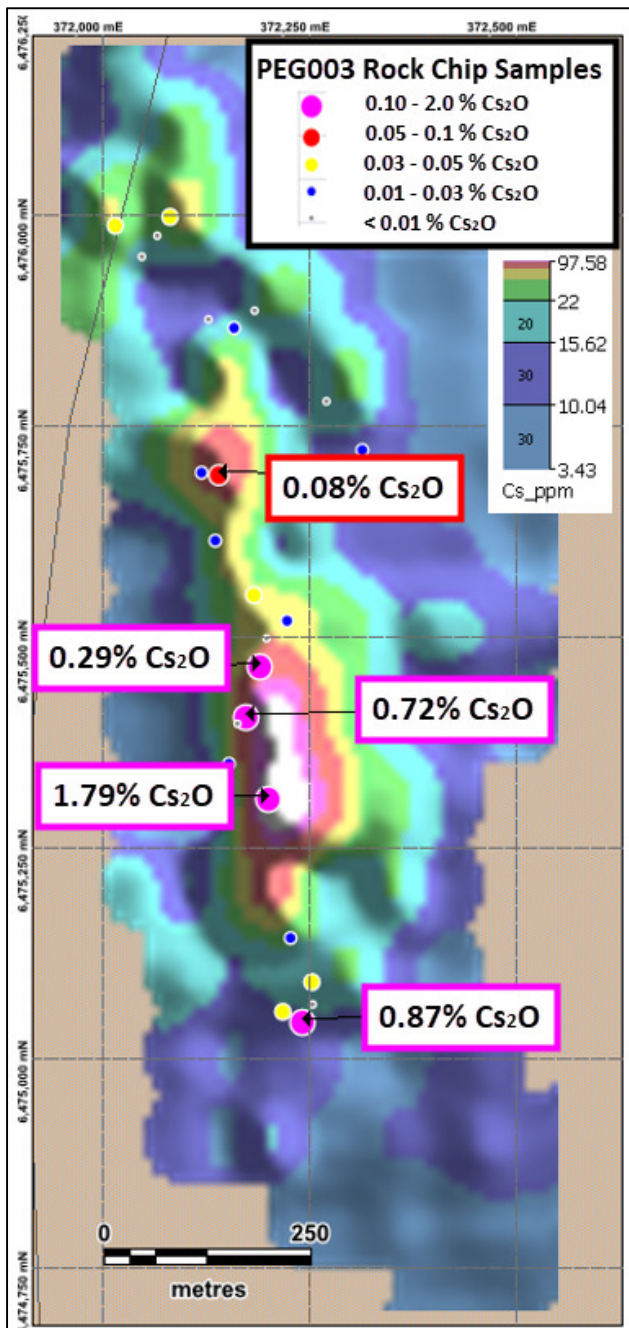 372,000 mE
372,250 mE
372,500 mE
6,476,250
PEG003 Rock Chip Samples
0.10 - 2.0 % Cs₂O
0.05 - 0.1 % Cs₂O
0.03 - 0.05 % Cs₂O
0.01 - 0.03 % Cs₂O
< 0.01 % Cs₂O
6,476,000 mN
97.58
22
20
15.62
30
10.04
30
3.43
Cs_ppm
6,475,750 mN
0.08% Cs₂O
6,475,500 mN
0.29% Cs₂O
0.72% Cs₂O
1.79% Cs₂O
6,475,250 mN
0.87% Cs₂O
6,475,000 mN
0
250
metres
6,474,750 mN